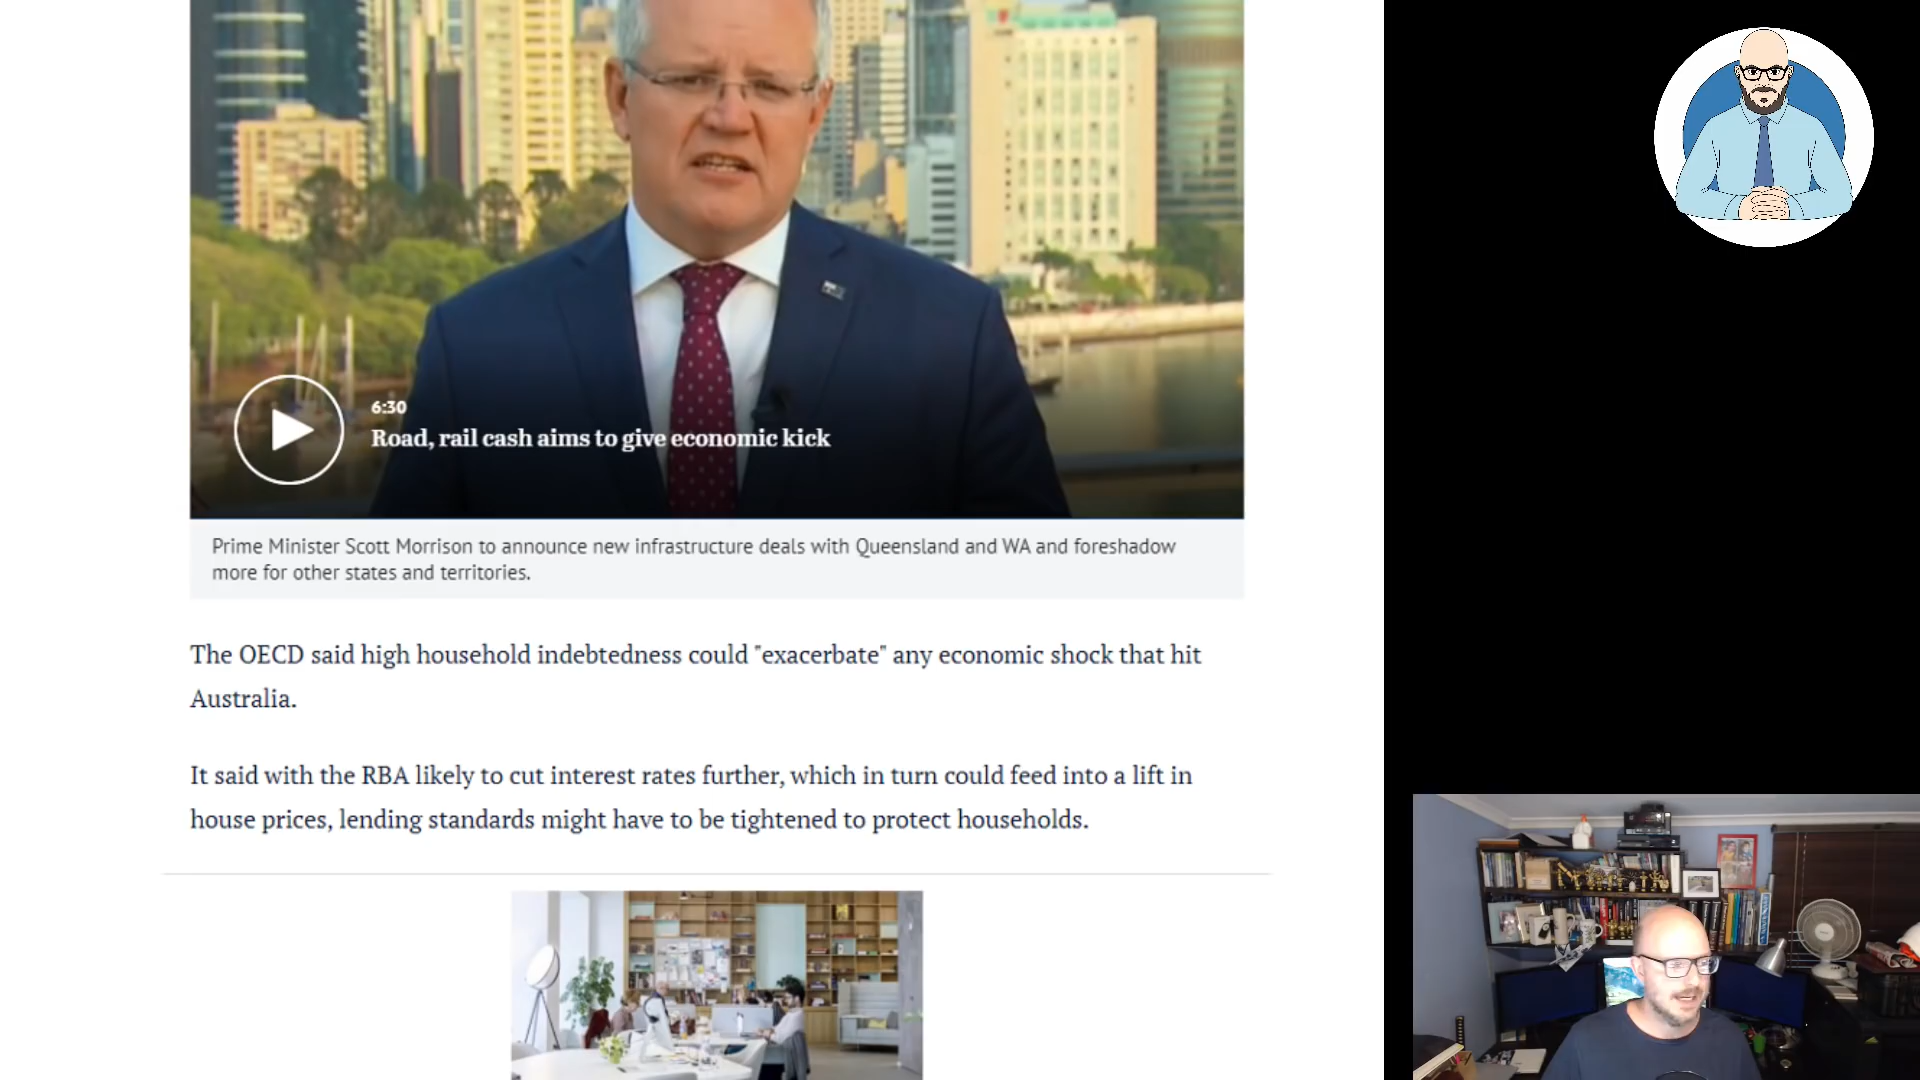 6:30
Road, rail cash aims to give economic kick
Prime Minister Scott Morrison to announce new infrastructure deals with Queensland and WA and foreshadow
more for other states and territories.
The OECD said high household indebtedness could "exacerbate" any economic shock that hit
Australia.
It said with the RBA likely to cut interest rates further, which in turn could feed into a lift in
house prices, lending standards might have to be tightened to protect households.